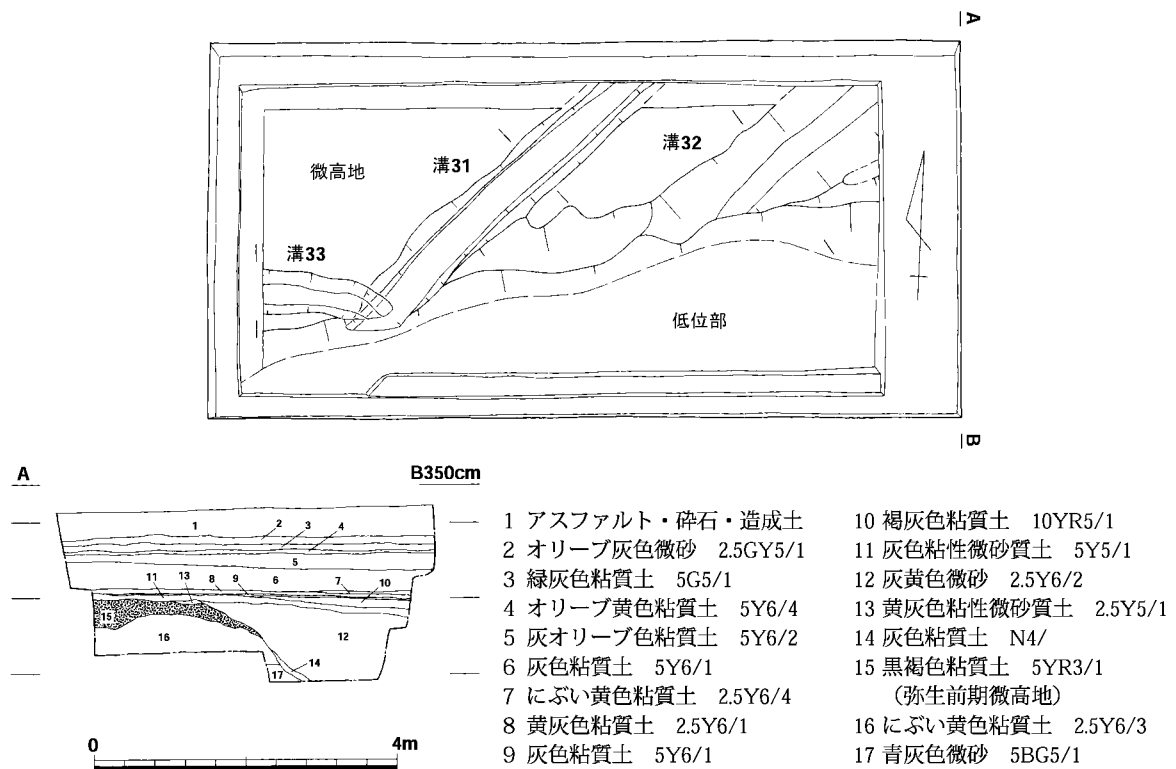 A
溝32
溝31
微高地
溝33
低位部
B
A
B350cm
1
2
3
4
5
11
13
8
9
6
7
10
15
16
12
14
17
0
4m
1 アスファルト・砕石・造成土
2 オリーブ灰色微砂 2.5GY5/1
3 緑灰色粘質土 5G5/1
4 オリーブ黄色粘質土 5Y6/4
5 灰オリーブ色粘質土 5Y6/2
6 灰色粘質土 5Y6/1
7 にぶい黄色粘質土 2.5Y6/4
8 黄灰色粘質土 2.5Y6/1
9 灰色粘質土 5Y6/1
10 褐灰色粘質土 10YR5/1
11 灰色粘性微砂質土 5Y5/1
12 灰黄色微砂 2.5Y6/2
13 黄灰色粘性微砂質土 2.5Y5/1
14 灰色粘質土 N4/
15 黒褐色粘質土 5YR3/1
(弥生前期微高地)
16 にぶい黄色粘質土 2.5Y6/3
17 青灰色微砂 5BG5/1